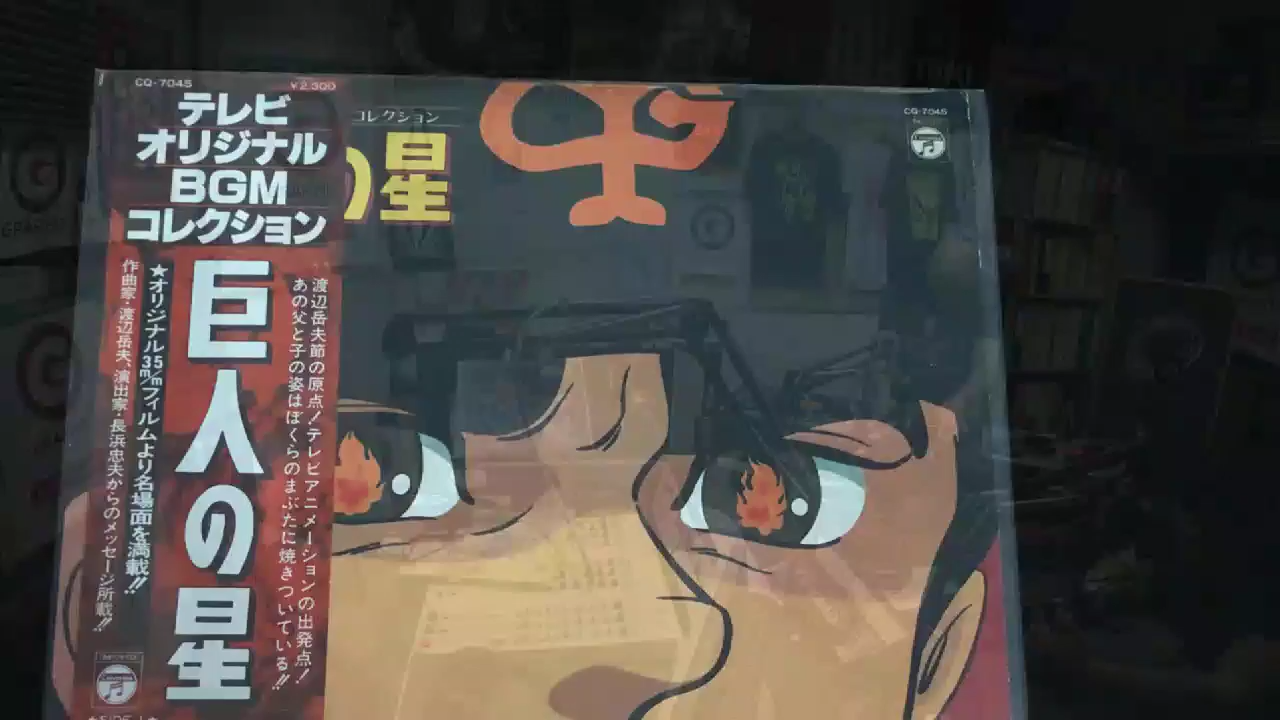 CQ-7045
¥2,300
テレビ
オリジナル
BGM
コレクション
巨人の星
渡辺岳夫節の原点!テレビアニメーションの出発点!
あの父と子の姿はぼくらのまぶたに焼きついている!!
★オリジナル35m/mフィルムより名場面を満載!!
作曲家・渡辺岳夫、演出家・長浜忠夫からのメッセージ所載!!
コレクション
の星
CQ-7045